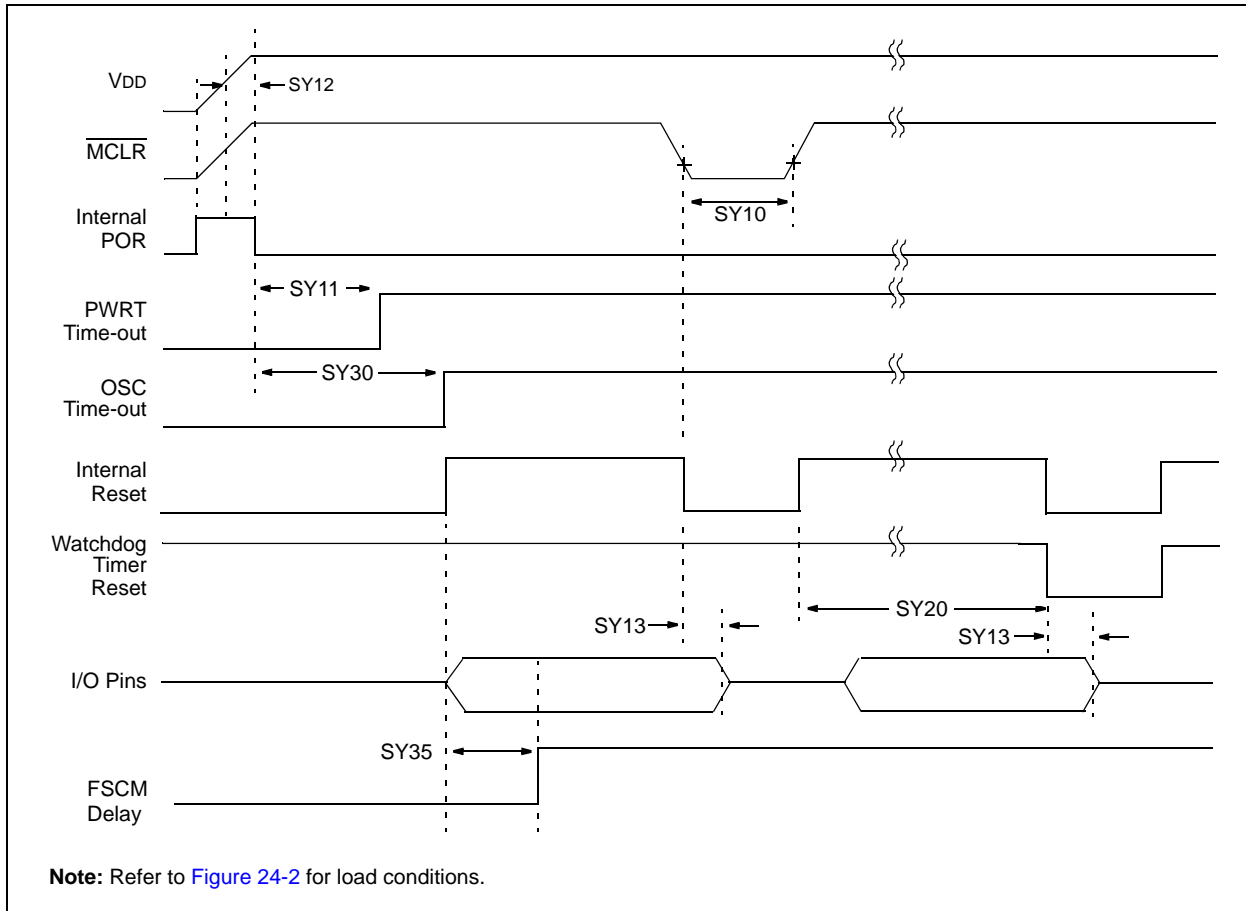 VDD
SY12
MCLR
SY10
Internal
POR
SY11
PWRT
Time-out
SY30
OSC
Time-out
Internal
Reset
Watchdog
Timer
Reset
SY20
SY13
SY13
I/O Pins
SY35
FSCM
Delay
Note: Refer to Figure 24-2 for load conditions.